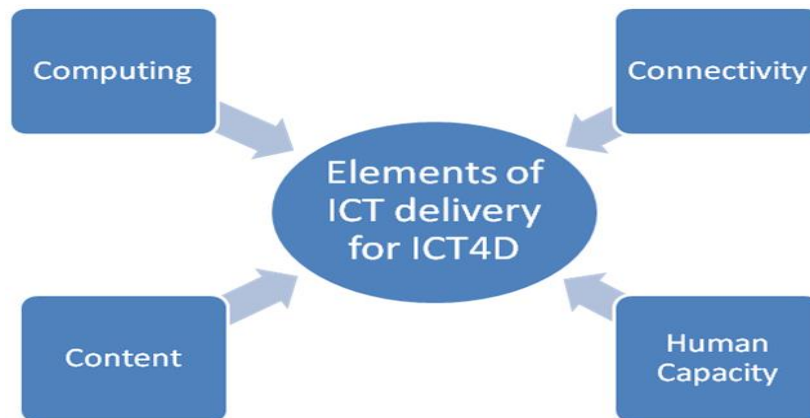 Computing
Connectivity
Elements of
ICT delivery
for ICT4D
Content
Human
Capacity